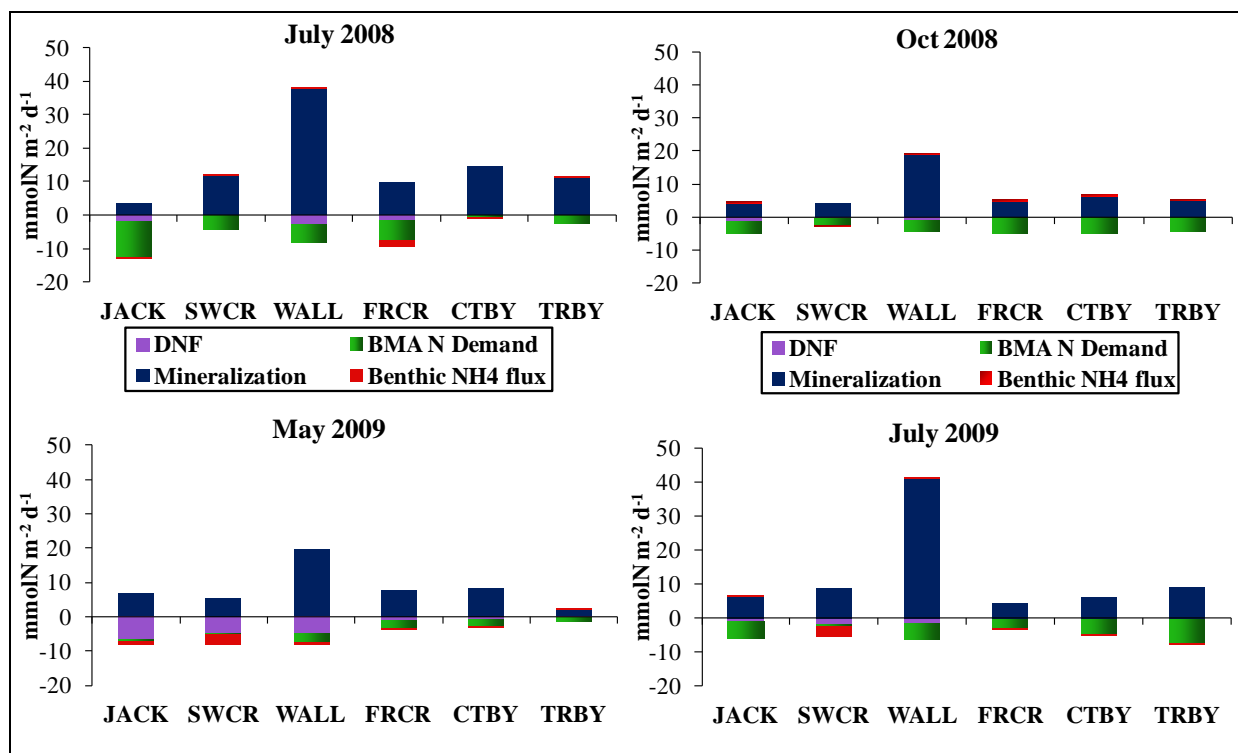 July 2008
50
40
30
20
10
0
-10
-20
mmolN m-2 d-1
JACK SWCR WALL FRCR CTBY TRBY
Oct 2008
50
40
30
20
10
0
-10
-20
mmolN m-2 d-1
JACK SWCR WALL FRCR CTBY TRBY
DNF BMA N Demand
Mineralization Benthic NH4 flux
DNF BMA N Demand
Mineralization Benthic NH4 flux
May 2009
50
40
30
20
10
0
-10
-20
mmolN m-2 d-1
JACK SWCR WALL FRCR CTBY TRBY
July 2009
50
40
30
20
10
0
-10
-20
mmolN m-2 d-1
JACK SWCR WALL FRCR CTBY TRBY